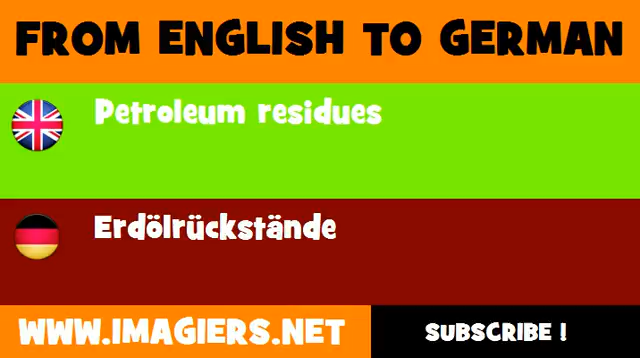 FROM ENGLISH TO GERMAN
Petroleum residues
Erdölrückstände
WWW.IMAGIERS.NET
SUBSCRIBE !